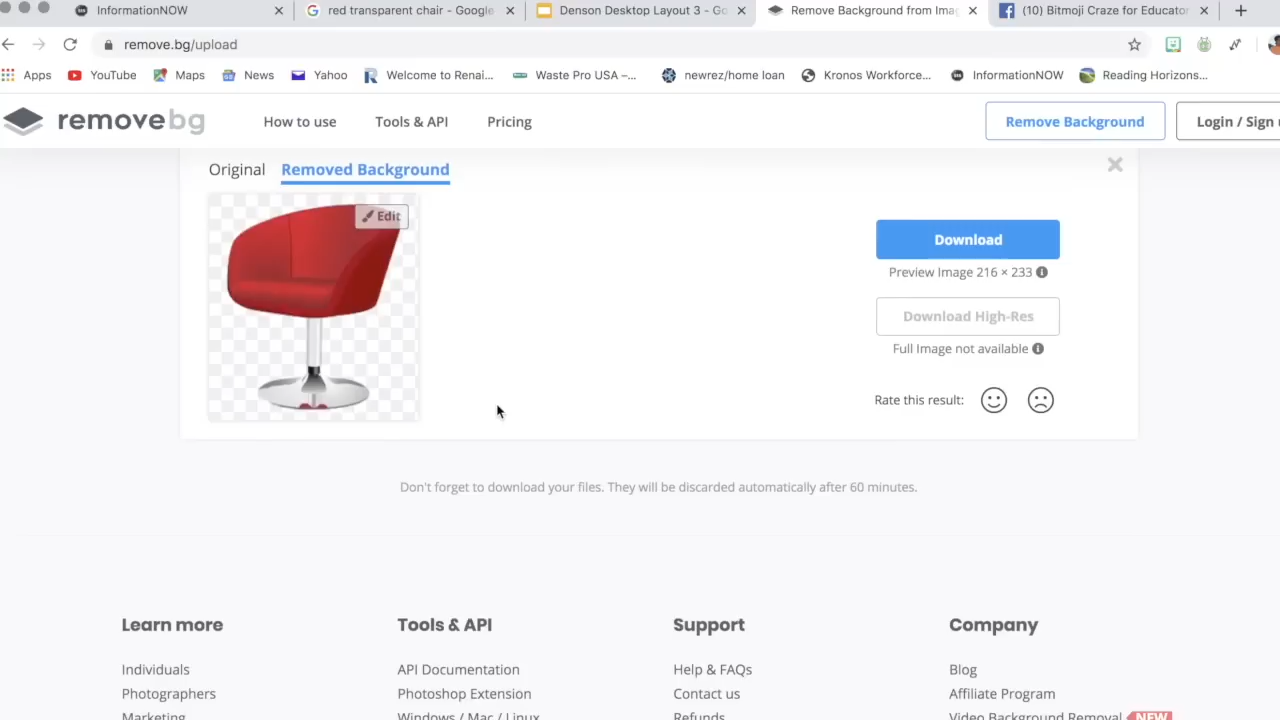 InformationNOW
red transparent chair - Google
Denson Desktop Layout 3 - Go
Remove Background from Imag
(10) Bitmoji Craze for Educator
remove.bg/upload
Apps YouTube Maps News Yahoo Welcome to Renai... Waste Pro USA –... newrez/home loan Kronos Workforce... InformationNOW Reading Horizons...
removebg How to use Tools & API Pricing Remove Background Login / Sign u
Original Removed Background
Edit
Download
Preview Image 216 × 233
Download High-Res
Full Image not available
Rate this result:
Don't forget to download your files. They will be discarded automatically after 60 minutes.
Learn more Tools & API Support Company
Individuals API Documentation Help & FAQs Blog
Photographers Photoshop Extension Contact us Affiliate Program
Marketing Windows / Mac / Linux Refunds Video Background Removal NEW